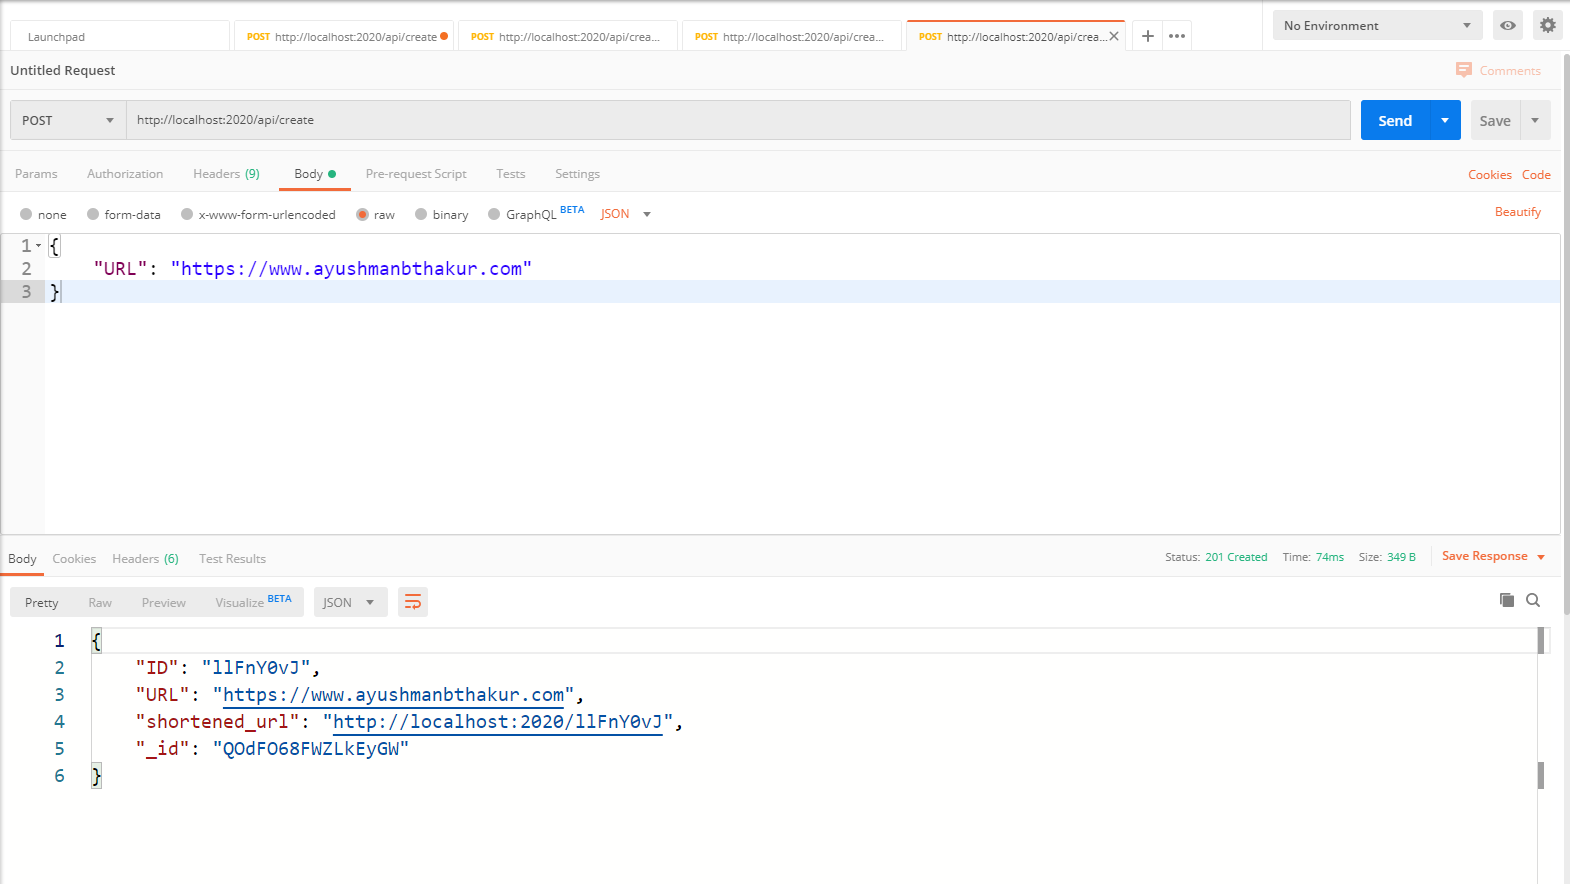 Launchpad
POST http://localhost:2020/api/create
POST http://localhost:2020/api/crea...
POST http://localhost:2020/api/crea...
POST http://localhost:2020/api/crea...
No Environment
Untitled Request
Comments
POST
http://localhost:2020/api/create
Send
Save
Params Authorization Headers (9) Body Pre-request Script Tests Settings
Cookies Code
none form-data x-www-form-urlencoded raw binary GraphQL BETA JSON
Beautify
1 {
2 "URL": "https://www.ayushmanbthakur.com"
3 }
Body Cookies Headers (6) Test Results
Status: 201 Created Time: 74ms Size: 349 B Save Response
Pretty Raw Preview Visualize BETA JSON
1 {
2 "ID": "llFnY0vJ",
3 "URL": "https://www.ayushmanbthakur.com",
4 "shortened_url": "http://localhost:2020/llFnY0vJ",
5 "_id": "QOdFO68FWZLkEyGW"
6 }